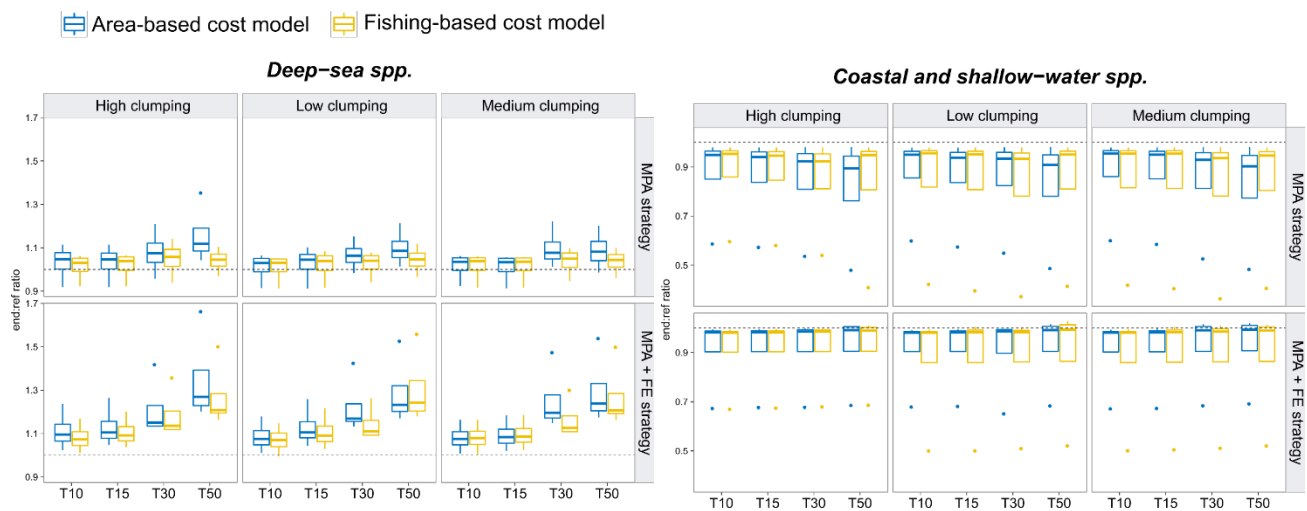 Area-based cost model Fishing-based cost model
Deep-sea spp.
High clumping Low clumping Medium clumping
1.7
1.5
1.3
1.1
0.9
MPA strategy
end:ref ratio
1.7
1.5
1.3
1.1
0.9
MPA + FE strategy
end:ref ratio
T10 T15 T30 T50 T10 T15 T30 T50 T10 T15 T30 T50
Coastal and shallow-water spp.
High clumping Low clumping Medium clumping
0.9
0.7
0.5
MPA strategy
end:ref ratio
0.9
0.7
0.5
MPA + FE strategy
T10 T15 T30 T50 T10 T15 T30 T50 T10 T15 T30 T50